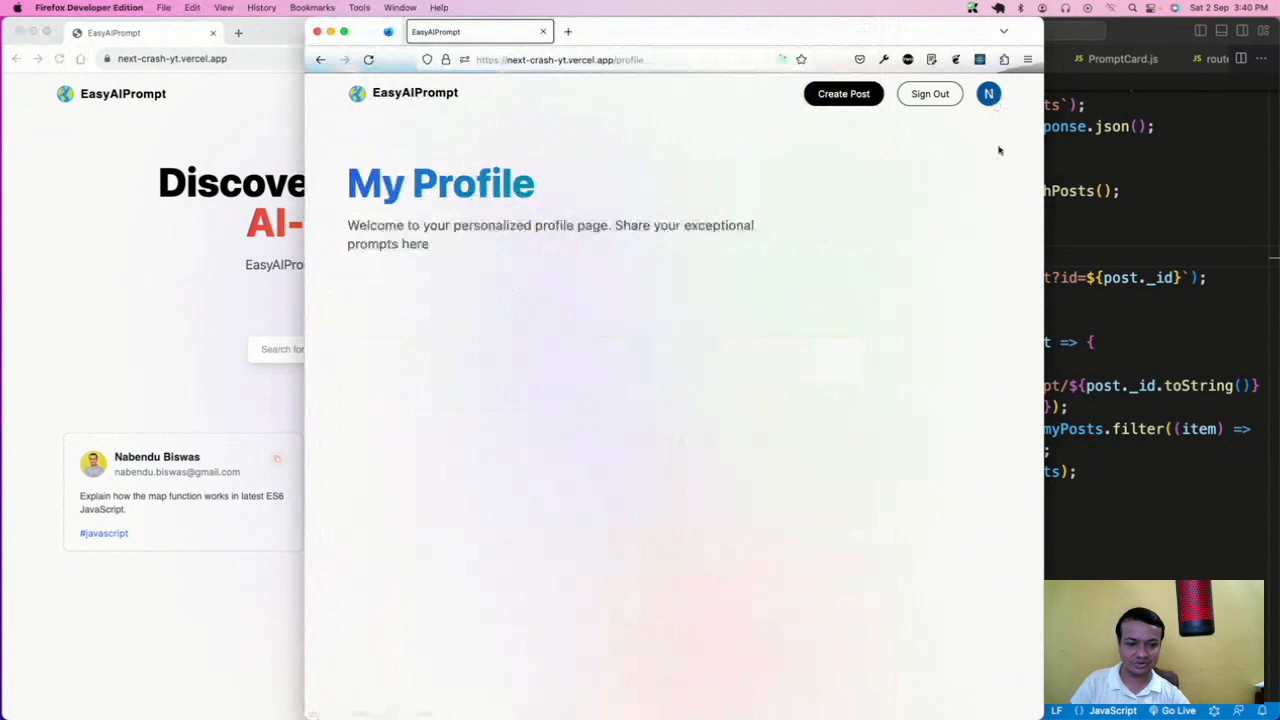 Firefox Developer Edition File Edit View History Bookmarks Tools Window Help
Sat 2 Sep 3:40 PM
EasyAIPrompt
next-crash-yt.vercel.app
EasyAIPrompt
Discove
AI-
EasyAIPro
Search for
Nabendu Biswas
nabendu.biswas@gmail.com
Explain how the map function works in latest ES6
JavaScript.
#javascript
EasyAIPrompt
https://next-crash-yt.vercel.app/profile
EasyAIPrompt
Create Post
Sign Out
N
My Profile
Welcome to your personalized profile page. Share your exceptional
prompts here
PromptCard.js
route
ts`);
ponse.json();
hPosts();
t?id=${post._id}`);
t => {
pt/${post._id.toString()}
});
myPosts.filter((item) =>
;
ts);
LF {} JavaScript Go Live